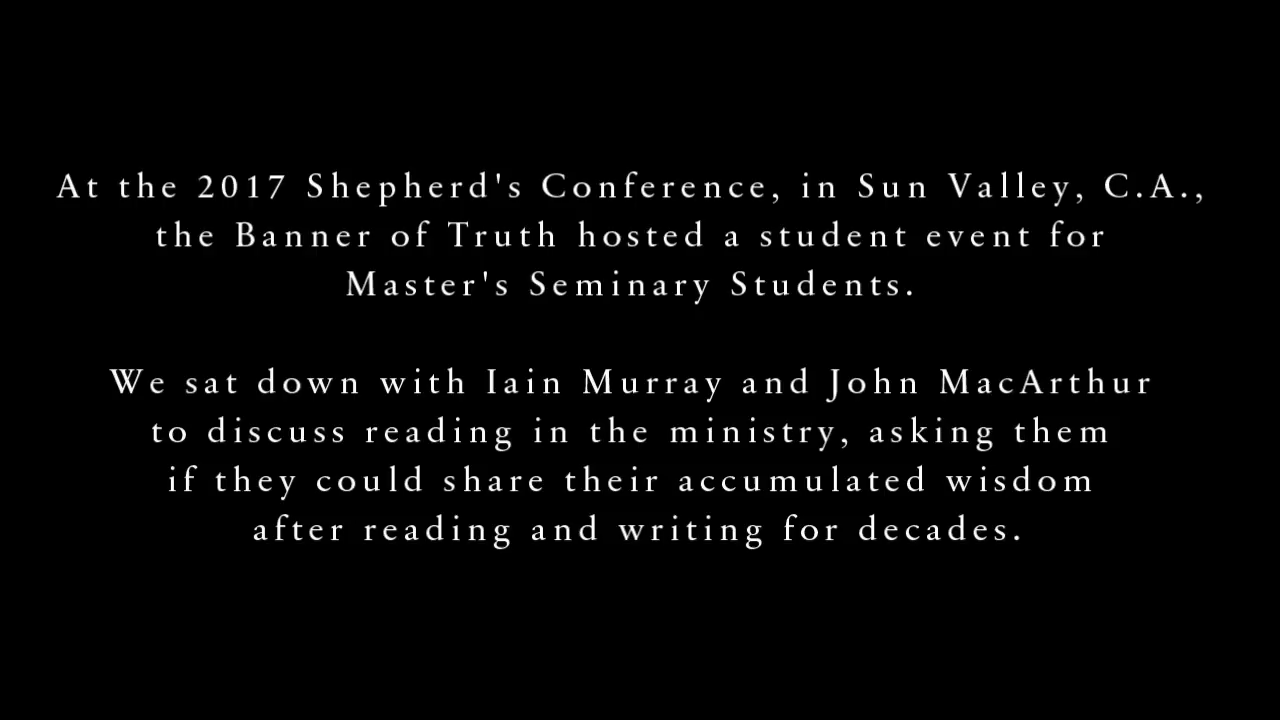 At the 2017 Shepherd's Conference, in Sun Valley, C.A.,
the Banner of Truth hosted a student event for
Master's Seminary Students.
We sat down with Iain Murray and John MacArthur
to discuss reading in the ministry, asking them
if they could share their accumulated wisdom
after reading and writing for decades.